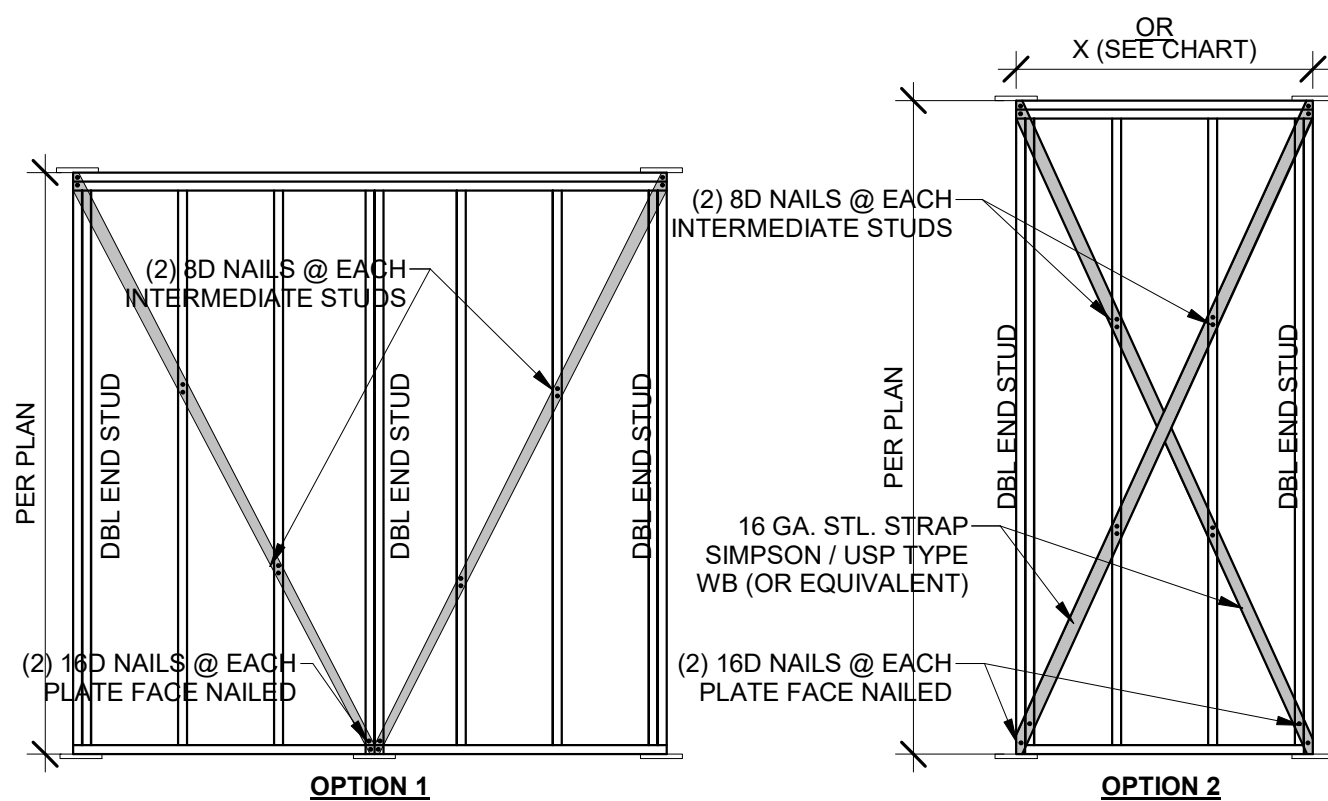 OR
X (SEE CHART)
(2) 8D NAILS @ EACH
INTERMEDIATE STUDS
(2) 8D NAILS @ EACH
INTERMEDIATE STUDS
PER PLAN
DBL END STUD
DBL END STUD
DBL END STUD
PER PLAN
DBL END STUD
DBL END STUD
16 GA. STL. STRAP
SIMPSON / USP TYPE
WB (OR EQUIVALENT)
(2) 16D NAILS @ EACH
PLATE FACE NAILED
(2) 16D NAILS @ EACH
PLATE FACE NAILED
OPTION 1
OPTION 2